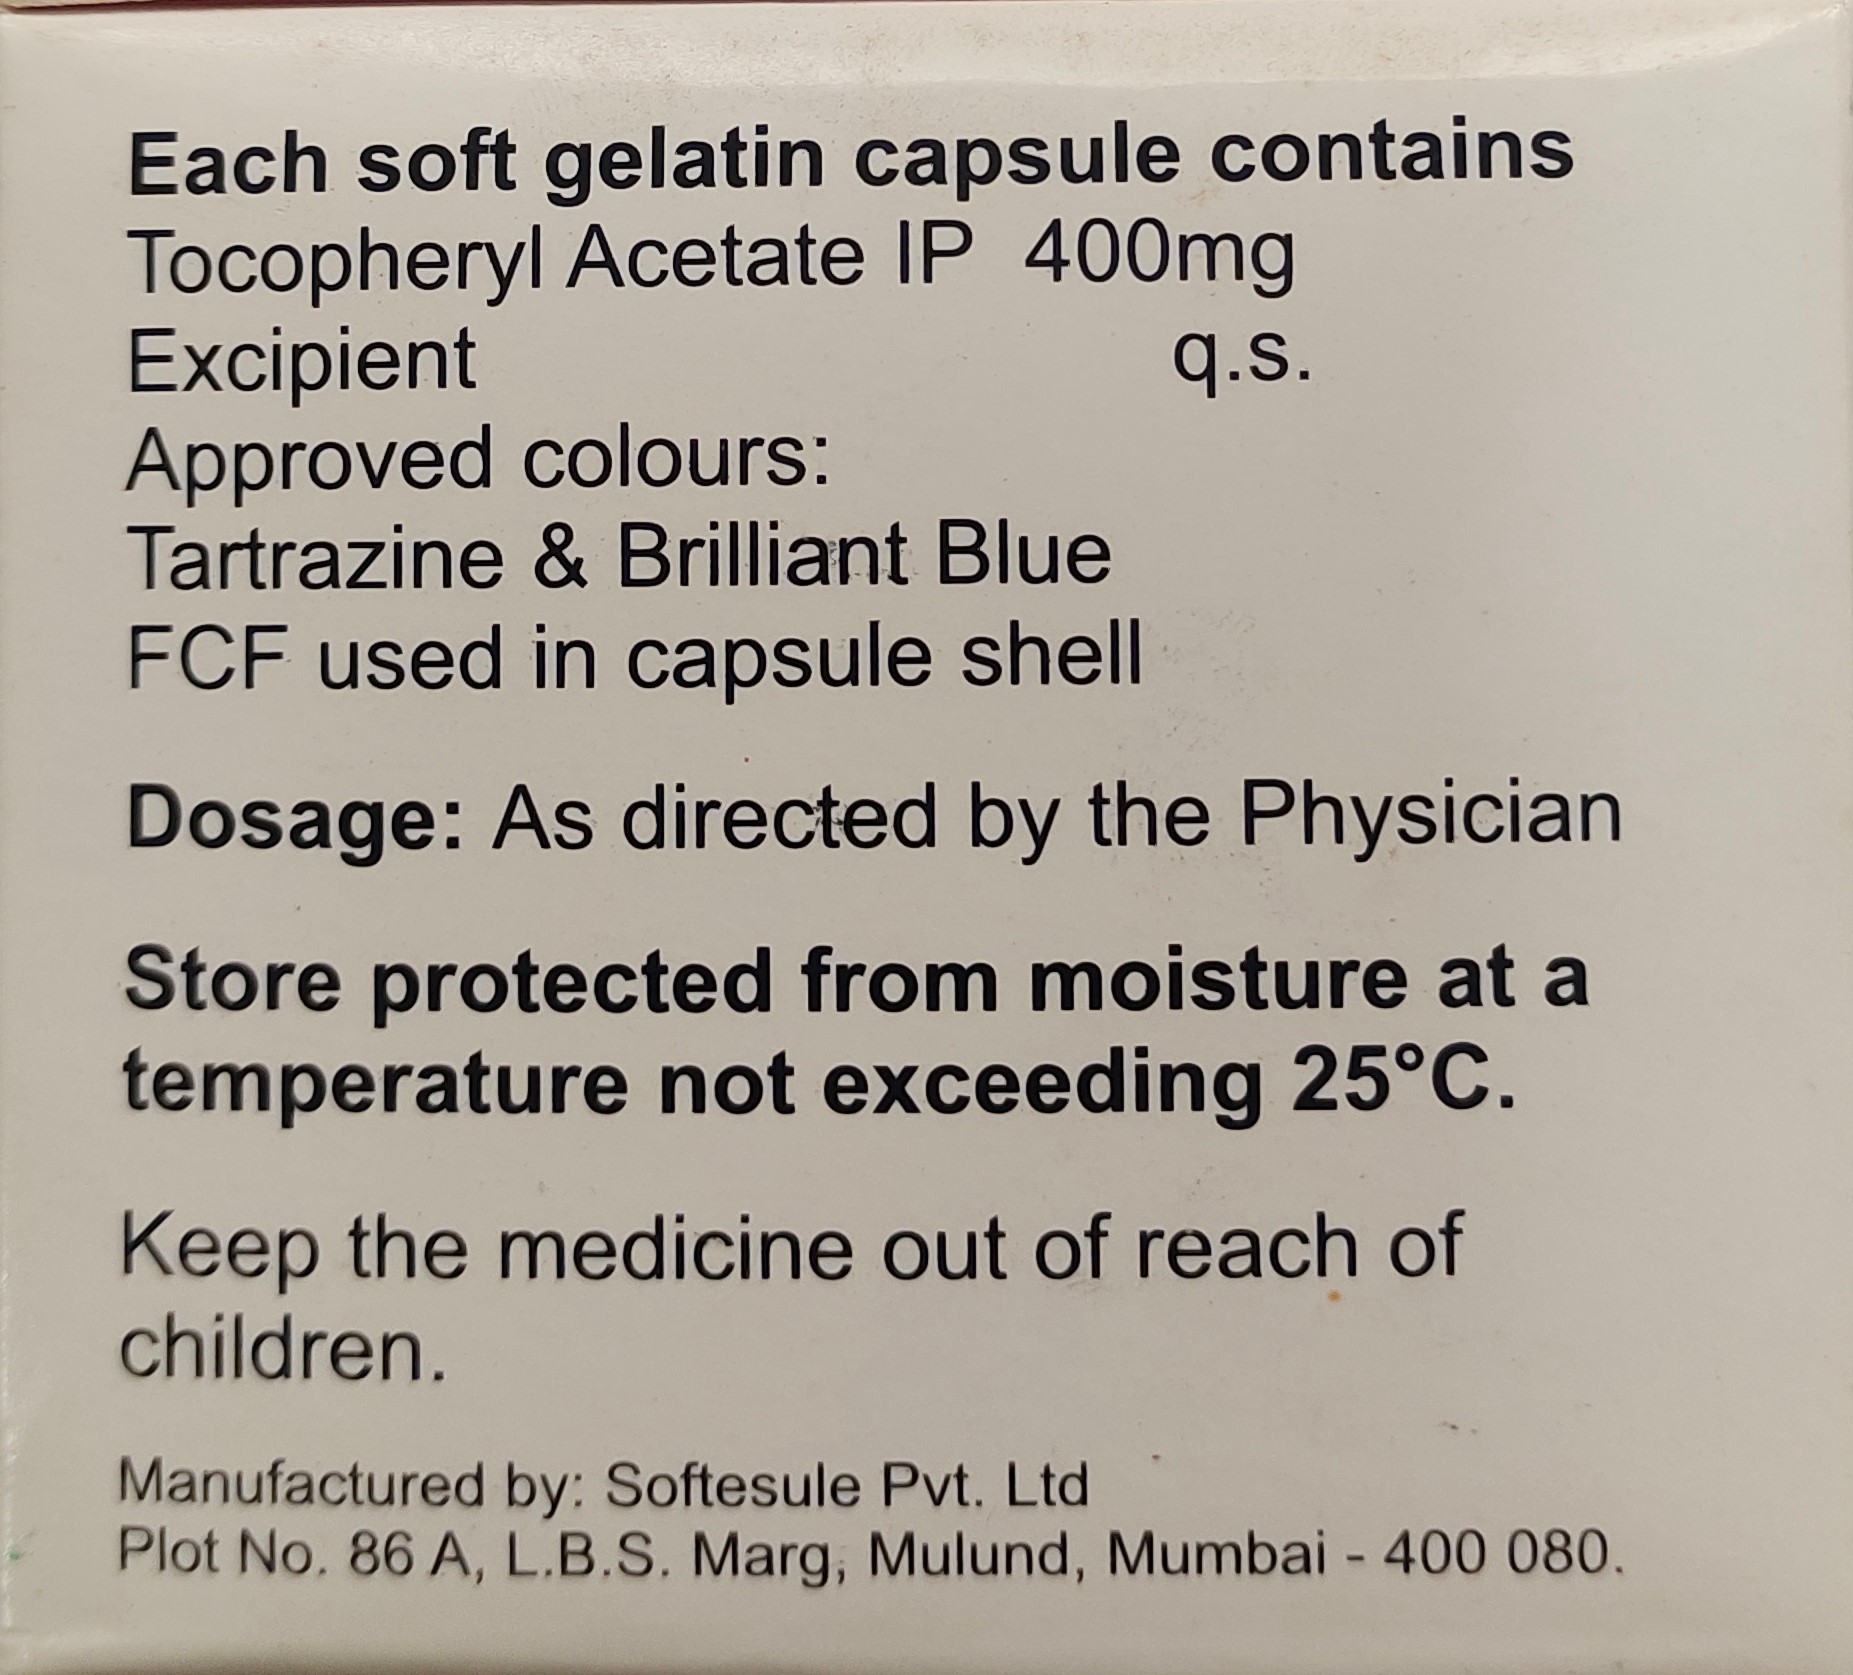 Each soft gelatin capsule contains
Tocopheryl Acetate IP 400mg
Excipient q.s.
Approved colours:
Tartrazine & Brilliant Blue
FCF used in capsule shell
Dosage: As directed by the Physician
Store protected from moisture at a
temperature not exceeding 25°C.
Keep the medicine out of reach of
children.
Manufactured by: Softesule Pvt. Ltd
Plot No. 86 A, L.B.S. Marg, Mulund, Mumbai - 400 080.